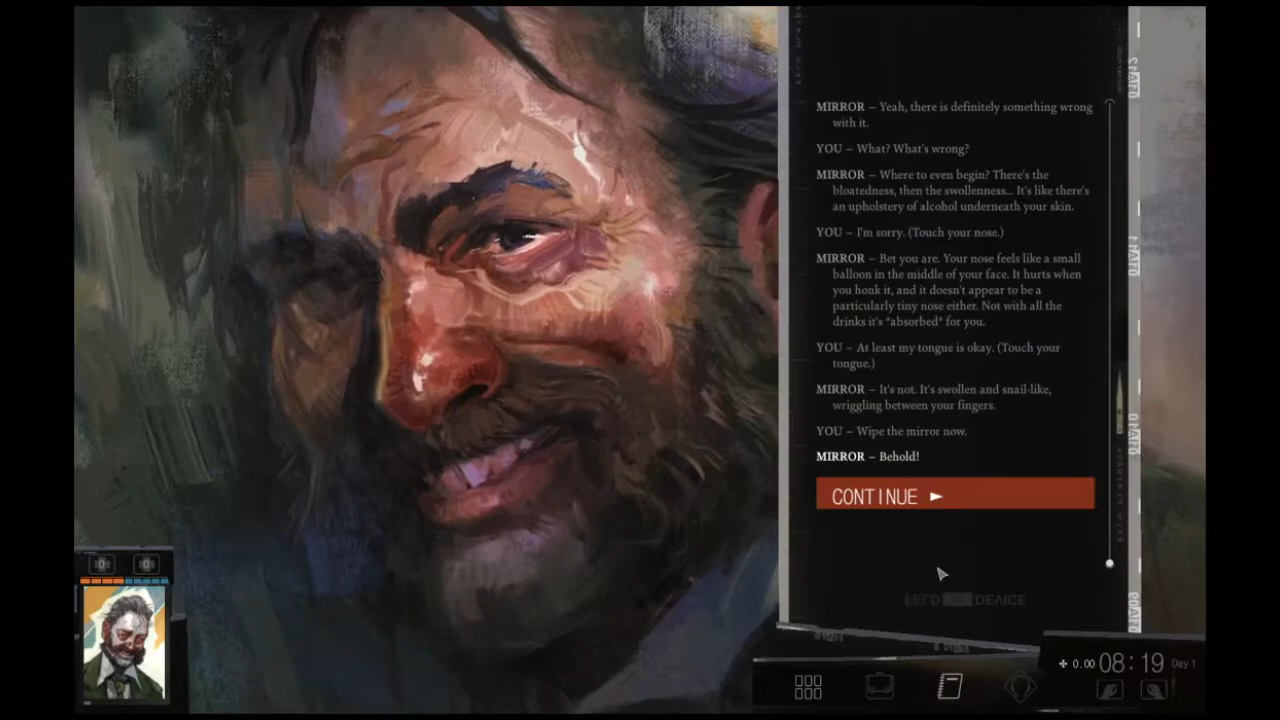 MIRROR – Yeah, there is definitely something wrong
with it.
YOU – What? What's wrong?
MIRROR – Where to even begin? There's the
bloatedness, then the swollenness... It's like there's
an upholstery of alcohol underneath your skin.
YOU – I'm sorry. (Touch your nose.)
MIRROR – Bet you are. Your nose feels like a small
balloon in the middle of your face. It hurts when
you honk it, and it doesn't appear to be a
particularly tiny nose either. Not with all the
drinks it's *absorbed* for you.
YOU – At least my tongue is okay. (Touch your
tongue.)
MIRROR – It's not. It's swollen and snail-like,
wriggling between your fingers.
YOU – Wipe the mirror now.
MIRROR – Behold!
CONTINUE ►
0 0
0.00 08:19 Day 1